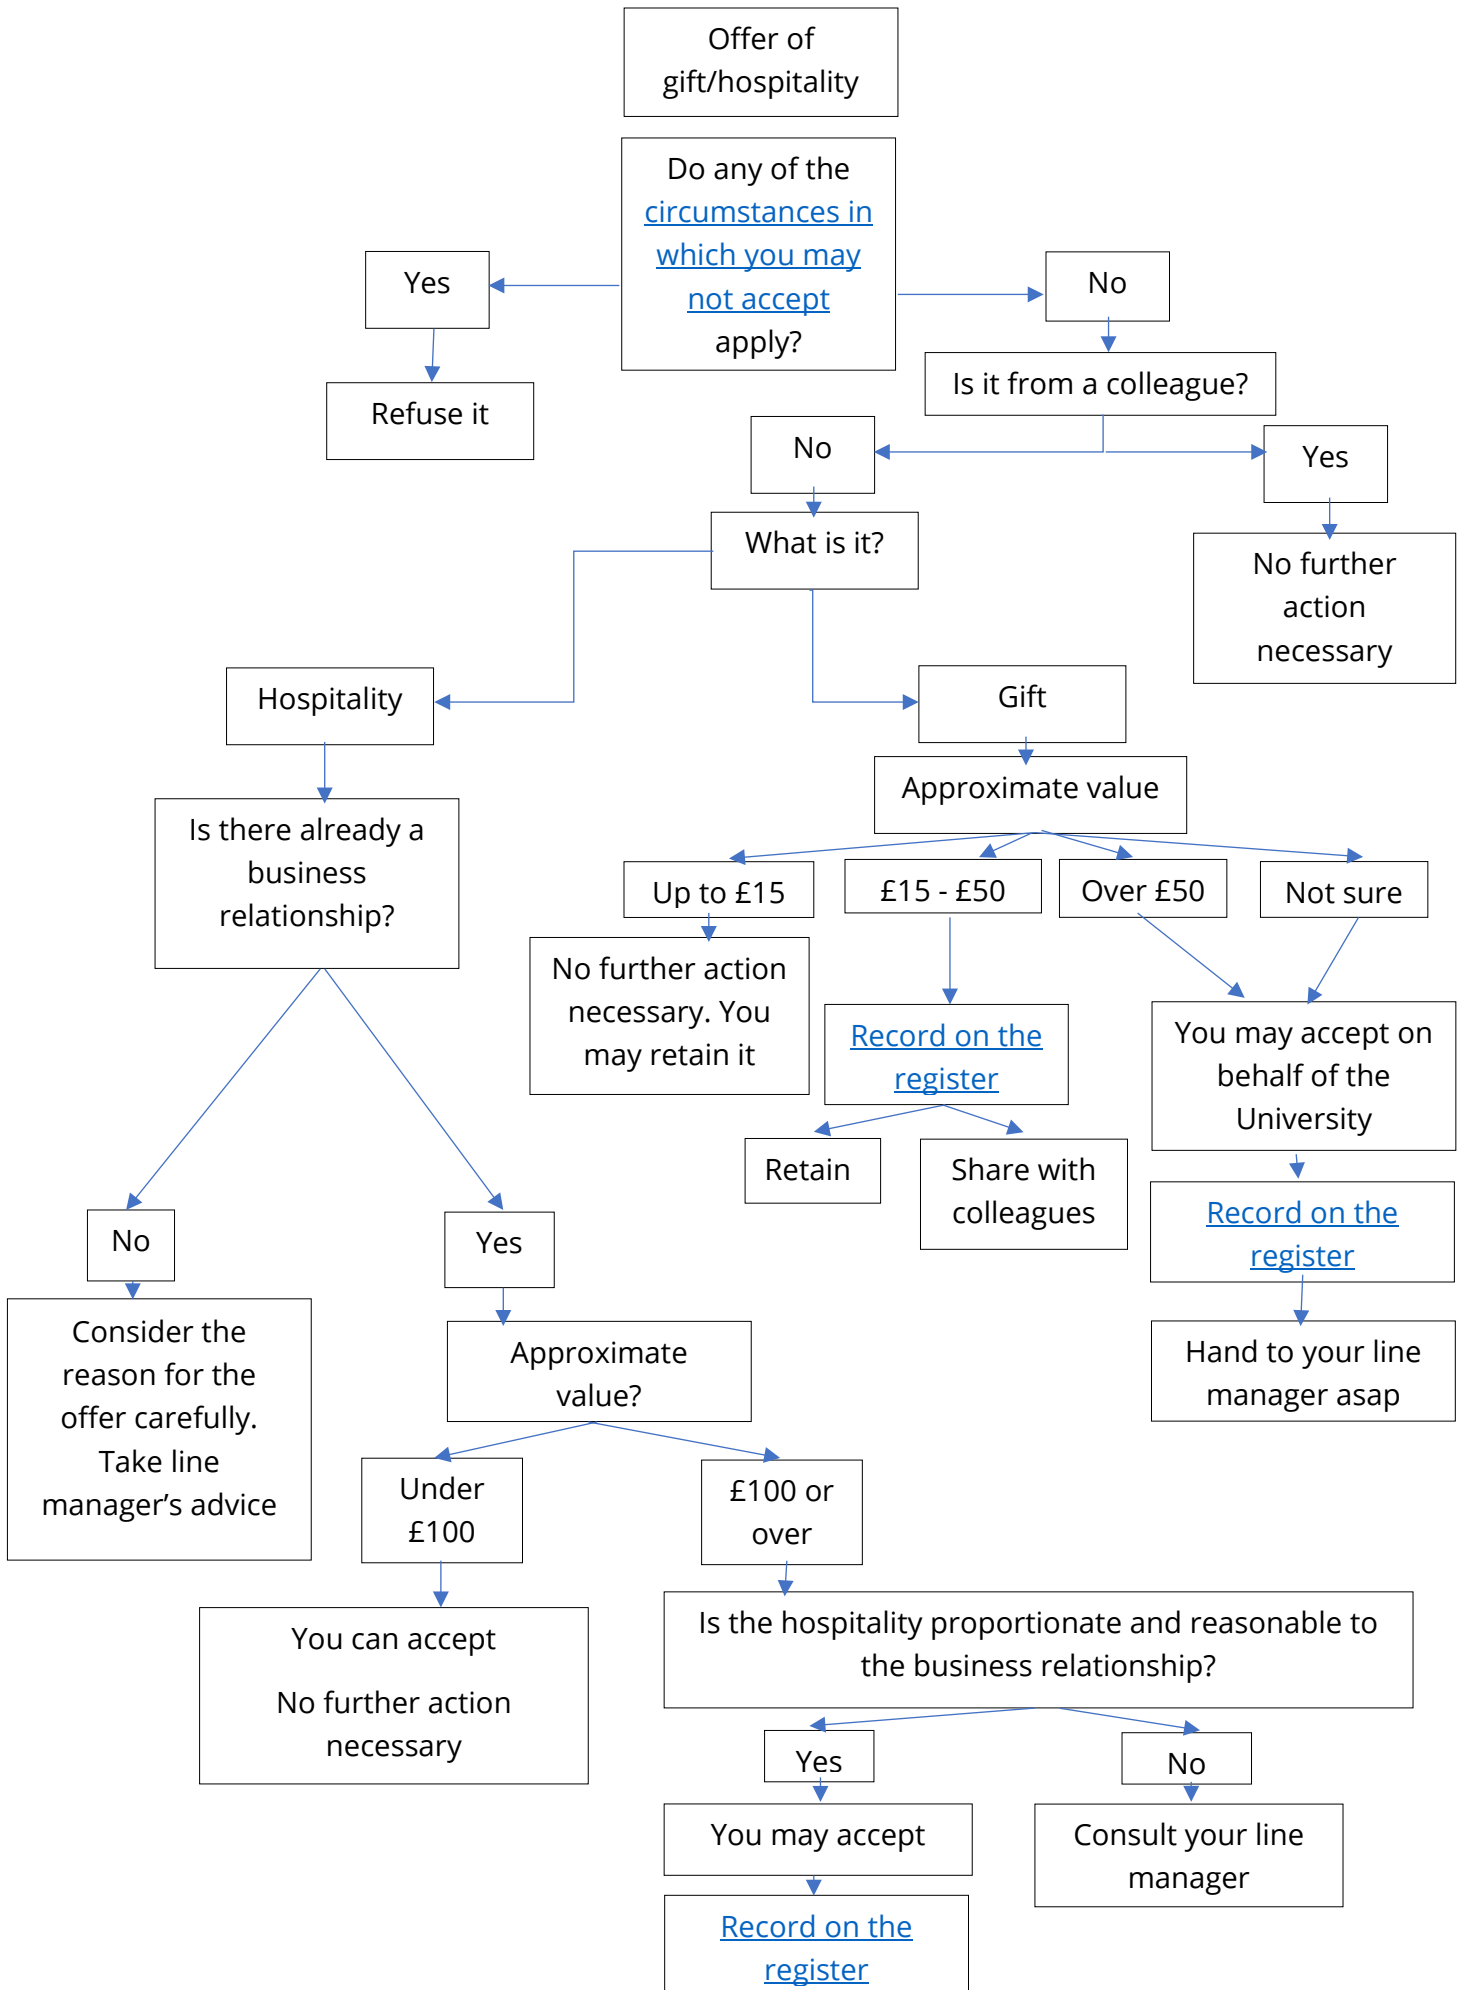 Offer of
gift/hospitality
Do any of the
circumstances in
which you may
not accept
apply?
Yes
No
Refuse it
Is it from a colleague?
No
Yes
What is it?
No further
action
necessary
Hospitality
Gift
Is there already a
business
relationship?
Approximate value
Up to £15
£15 - £50
Over £50
Not sure
No further action
necessary. You
may retain it
Record on the
register
You may accept on
behalf of the
University
Retain
Share with
colleagues
Record on the
register
Hand to your line
manager asap
No
Yes
Consider the
reason for the
offer carefully.
Take line
manager’s advice
Approximate
value?
Under
£100
£100 or
over
You can accept
No further action
necessary
Is the hospitality proportionate and reasonable to
the business relationship?
Yes
No
You may accept
Consult your line
manager
Record on the
register